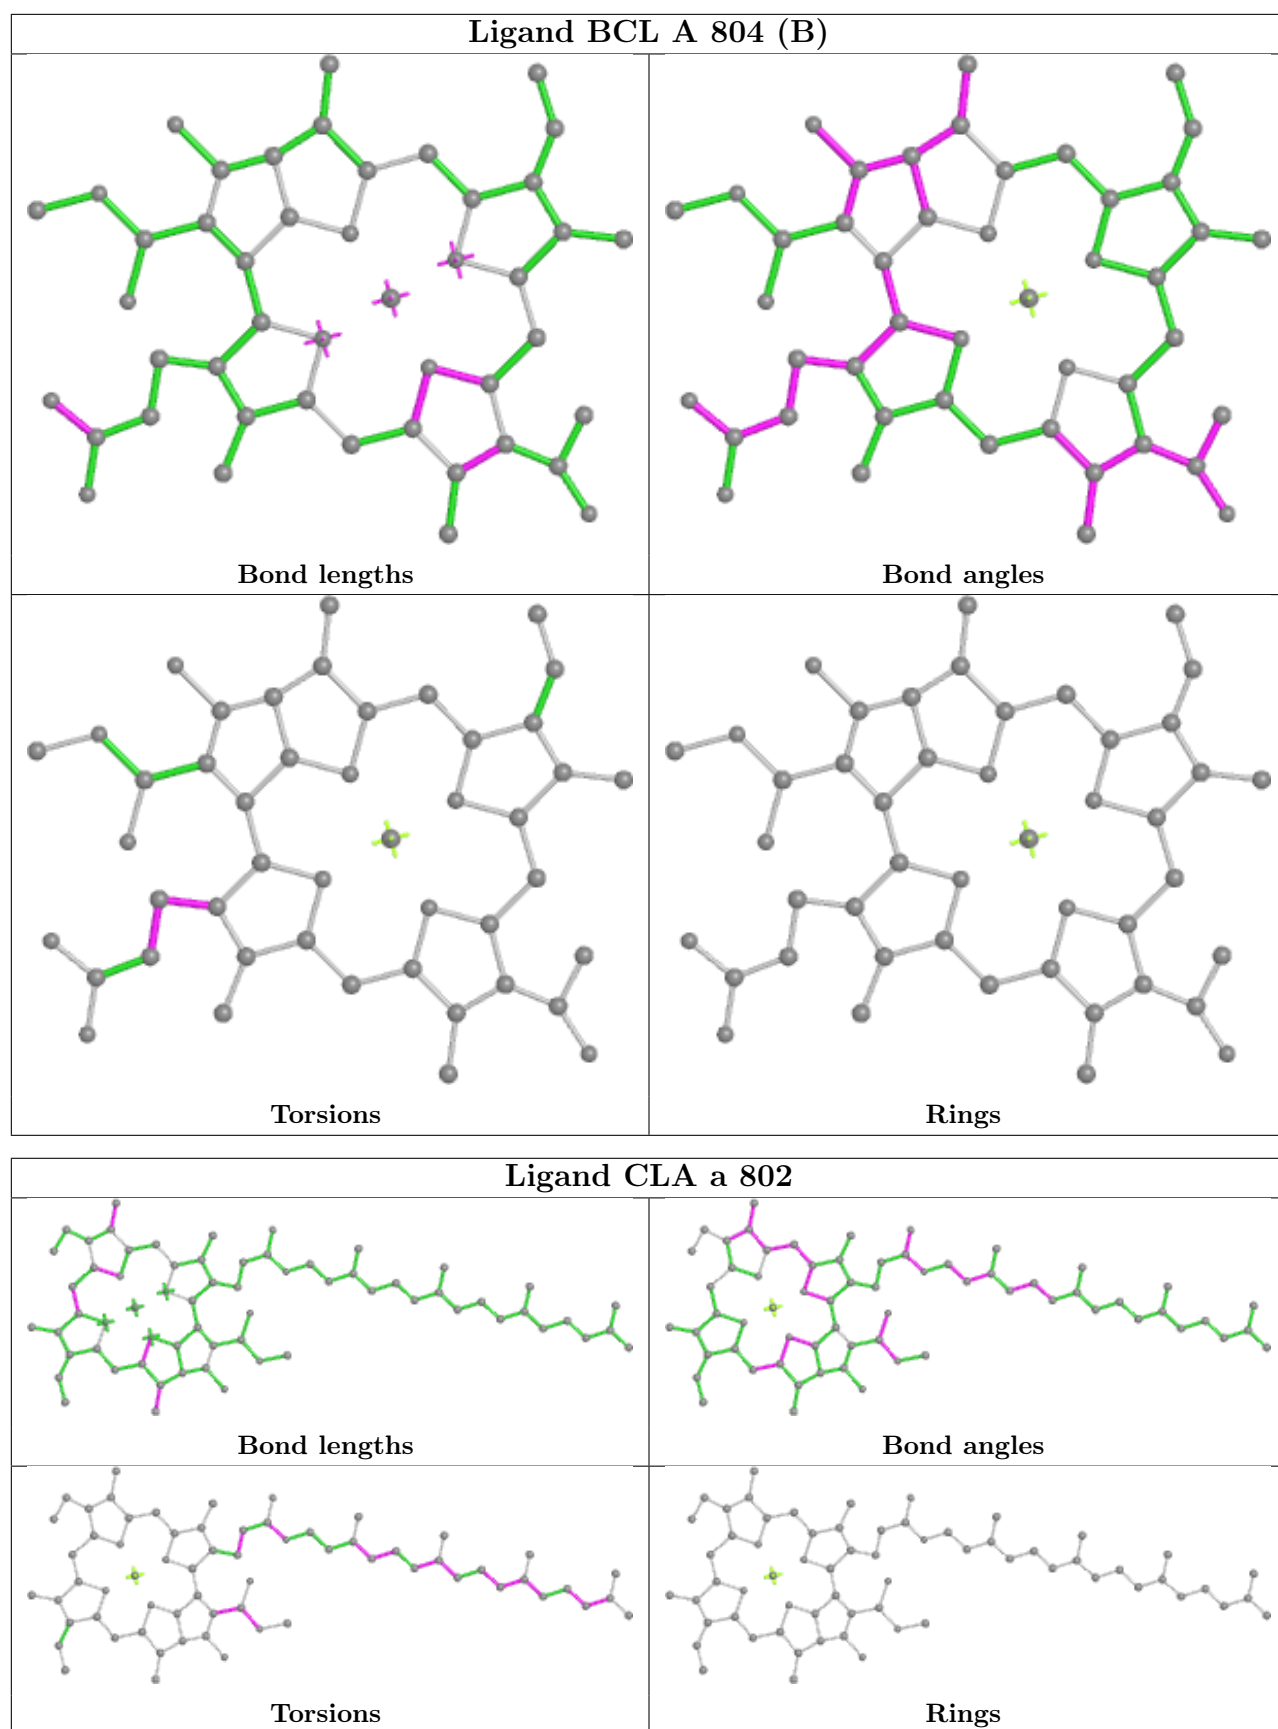 Ligand BCL A 804 (B)
Bond lengths
Bond angles
Torsions
Rings
Ligand CLA a 802
Bond lengths
Bond angles
Torsions
Rings